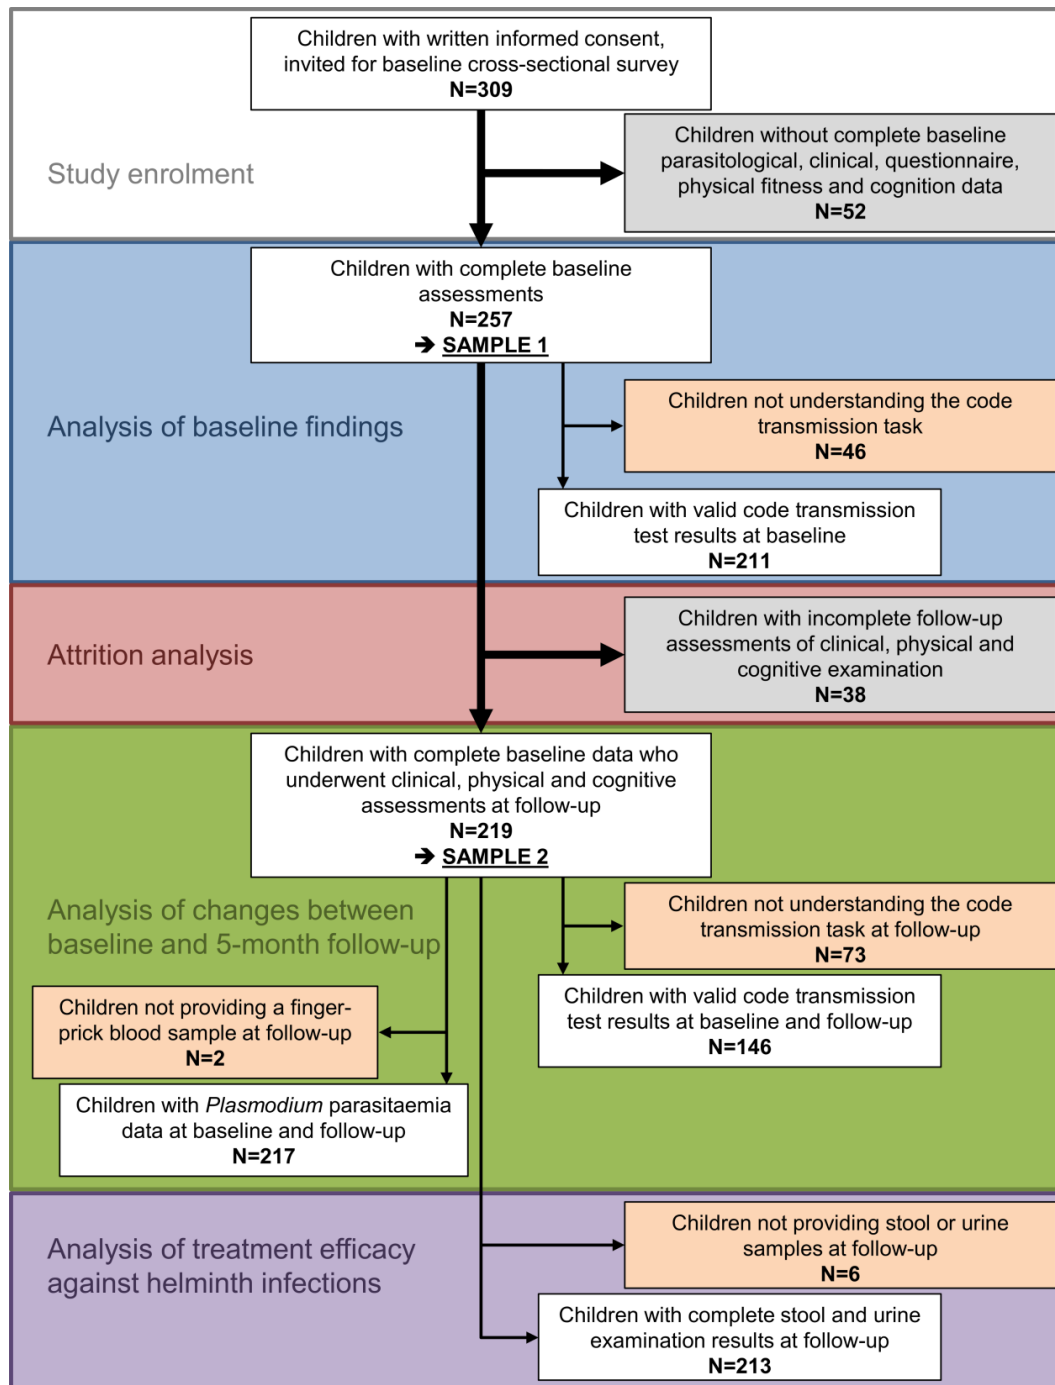 Children with written informed consent,
invited for baseline cross-sectional survey
N=309
Study enrolment
Children without complete baseline
parasitological, clinical, questionnaire,
physical fitness and cognition data
N=52
Children with complete baseline
assessments
N=257
➔ SAMPLE 1
Analysis of baseline findings
Children not understanding the code
transmission task
N=46
Children with valid code transmission
test results at baseline
N=211
Attrition analysis
Children with incomplete follow-up
assessments of clinical, physical and
cognitive examination
N=38
Children with complete baseline data who
underwent clinical, physical and cognitive
assessments at follow-up
N=219
➔ SAMPLE 2
Analysis of changes between
baseline and 5-month follow-up
Children not understanding the code
transmission task at follow-up
N=73
Children with valid code transmission
test results at baseline and follow-up
N=146
Children not providing a finger-
prick blood sample at follow-up
N=2
Children with Plasmodium parasitaemia
data at baseline and follow-up
N=217
Analysis of treatment efficacy
against helminth infections
Children not providing stool or urine
samples at follow-up
N=6
Children with complete stool and urine
examination results at follow-up
N=213